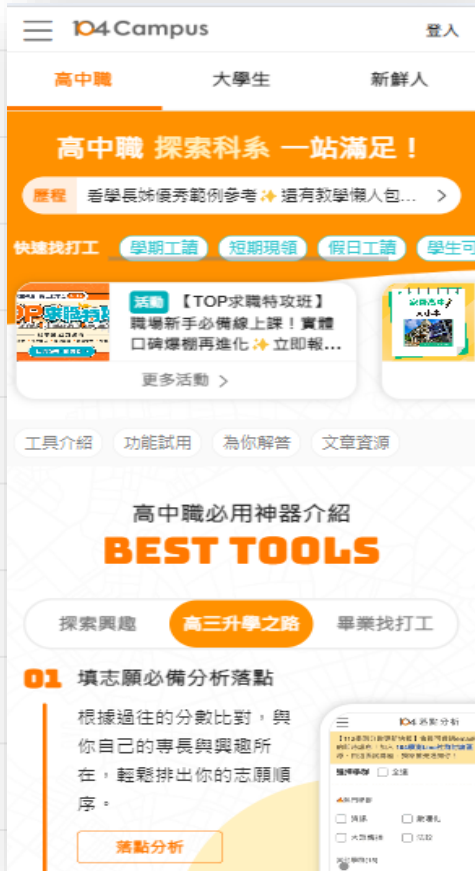 104 Campus
登入
高中職 大學生 新鮮人
高中職 探索科系 一站滿足！
歷程 看學長姊優秀範例參考✨還有教學懶人包... >
快速找打工 學期工讀 短期現領 假日工讀 學生可
活動 【TOP求職特攻班】
職場新手必備線上課！實體
口碑爆棚再進化✨立即報...
更多活動 >
工具介紹 功能試用 為你解答 文章資源
高中職必用神器介紹
BEST TOOLS
探索興趣 高三升學之路 畢業找打工
01 填志願必備分析落點
根據過往的分數比對，與
你自己的專長與興趣所
在，輕鬆排出你的志願順
序。
落點分析
104 落點分析
選擇學群 全選